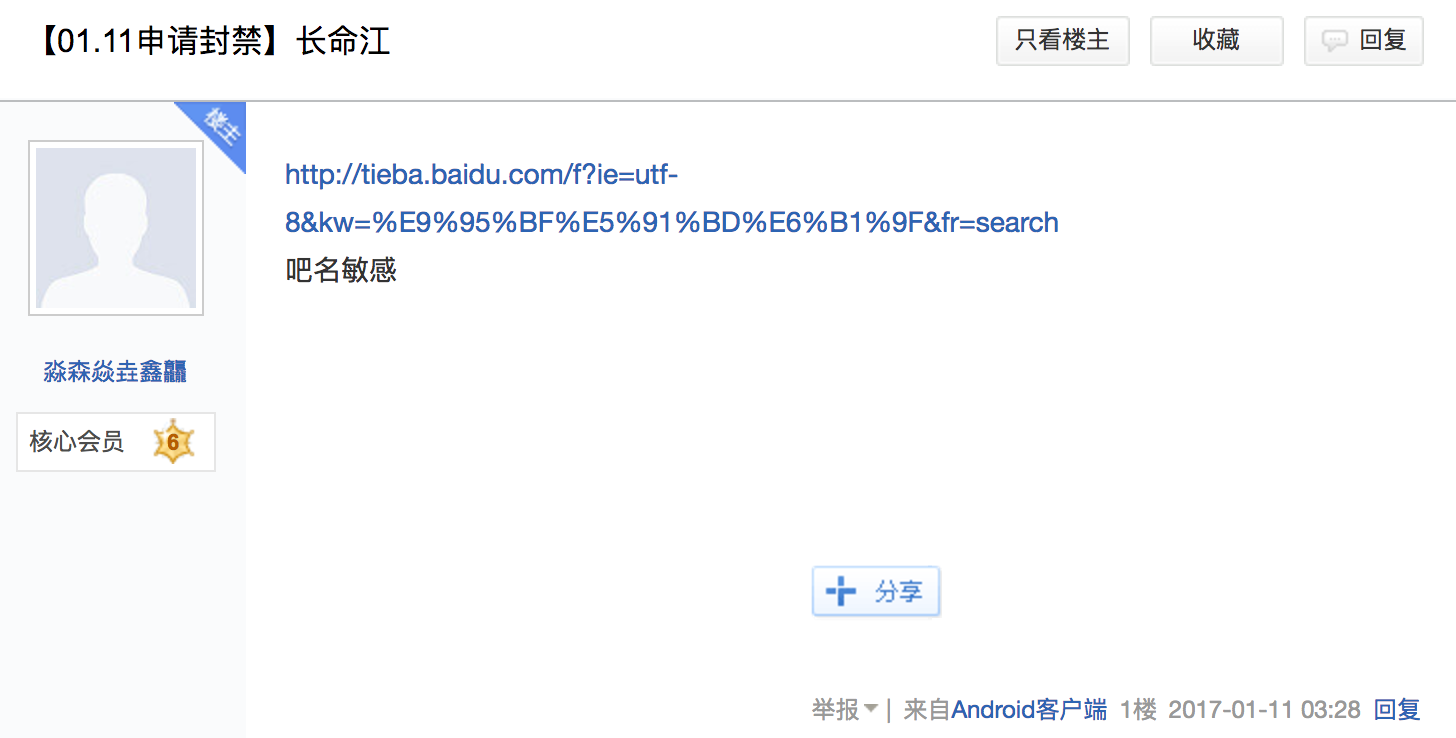 【01.11申请封禁】长命江
只看楼主
收藏
回复
楼主
http://tieba.baidu.com/f?ie=utf-
8&kw=%E9%95%BF%E5%91%BD%E6%B1%9F&fr=search
吧名敏感
淼森焱垚鑫龘
核心会员 6
分享
举报 | 来自Android客户端 1楼 2017-01-11 03:28 回复